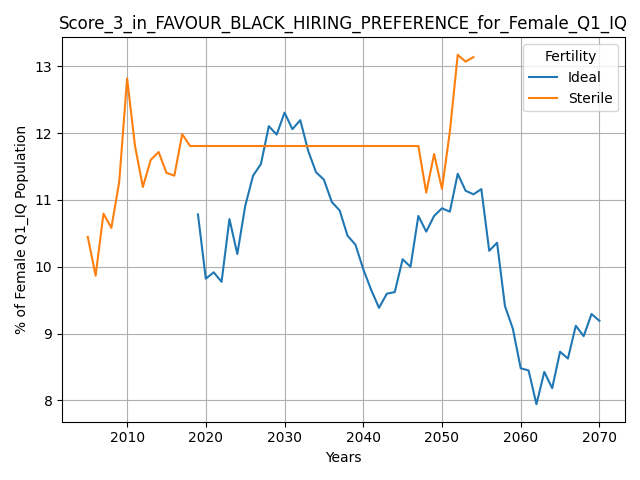 Score_3_in_FAVOUR_BLACK_HIRING_PREFERENCE_for_Female_Q1_IQ
Fertility
Ideal
Sterile
% of Female Q1_IQ Population
13
12
11
10
9
8
2010 2020 2030 2040 2050 2060 2070
Years